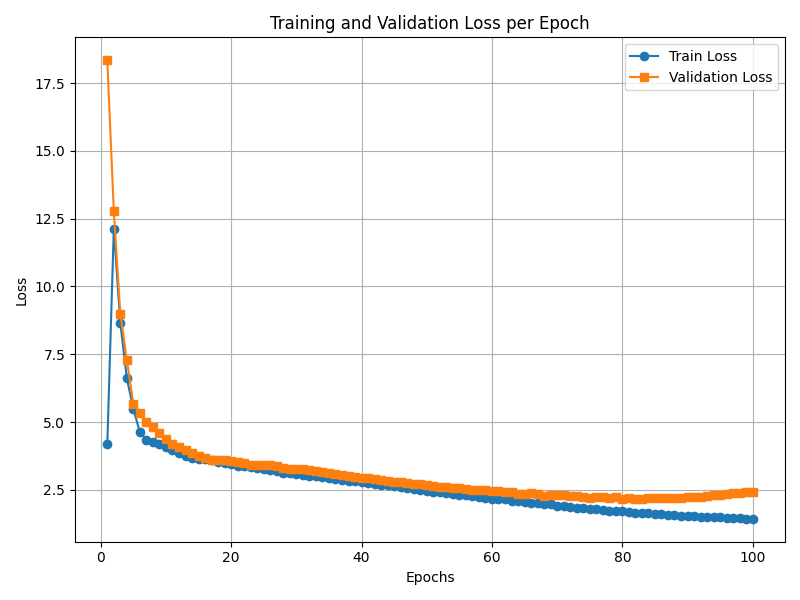 Training and Validation Loss per Epoch
Train Loss
Validation Loss
17.5
15.0
12.5
10.0
7.5
5.0
2.5
Loss
0 20 40 60 80 100
Epochs